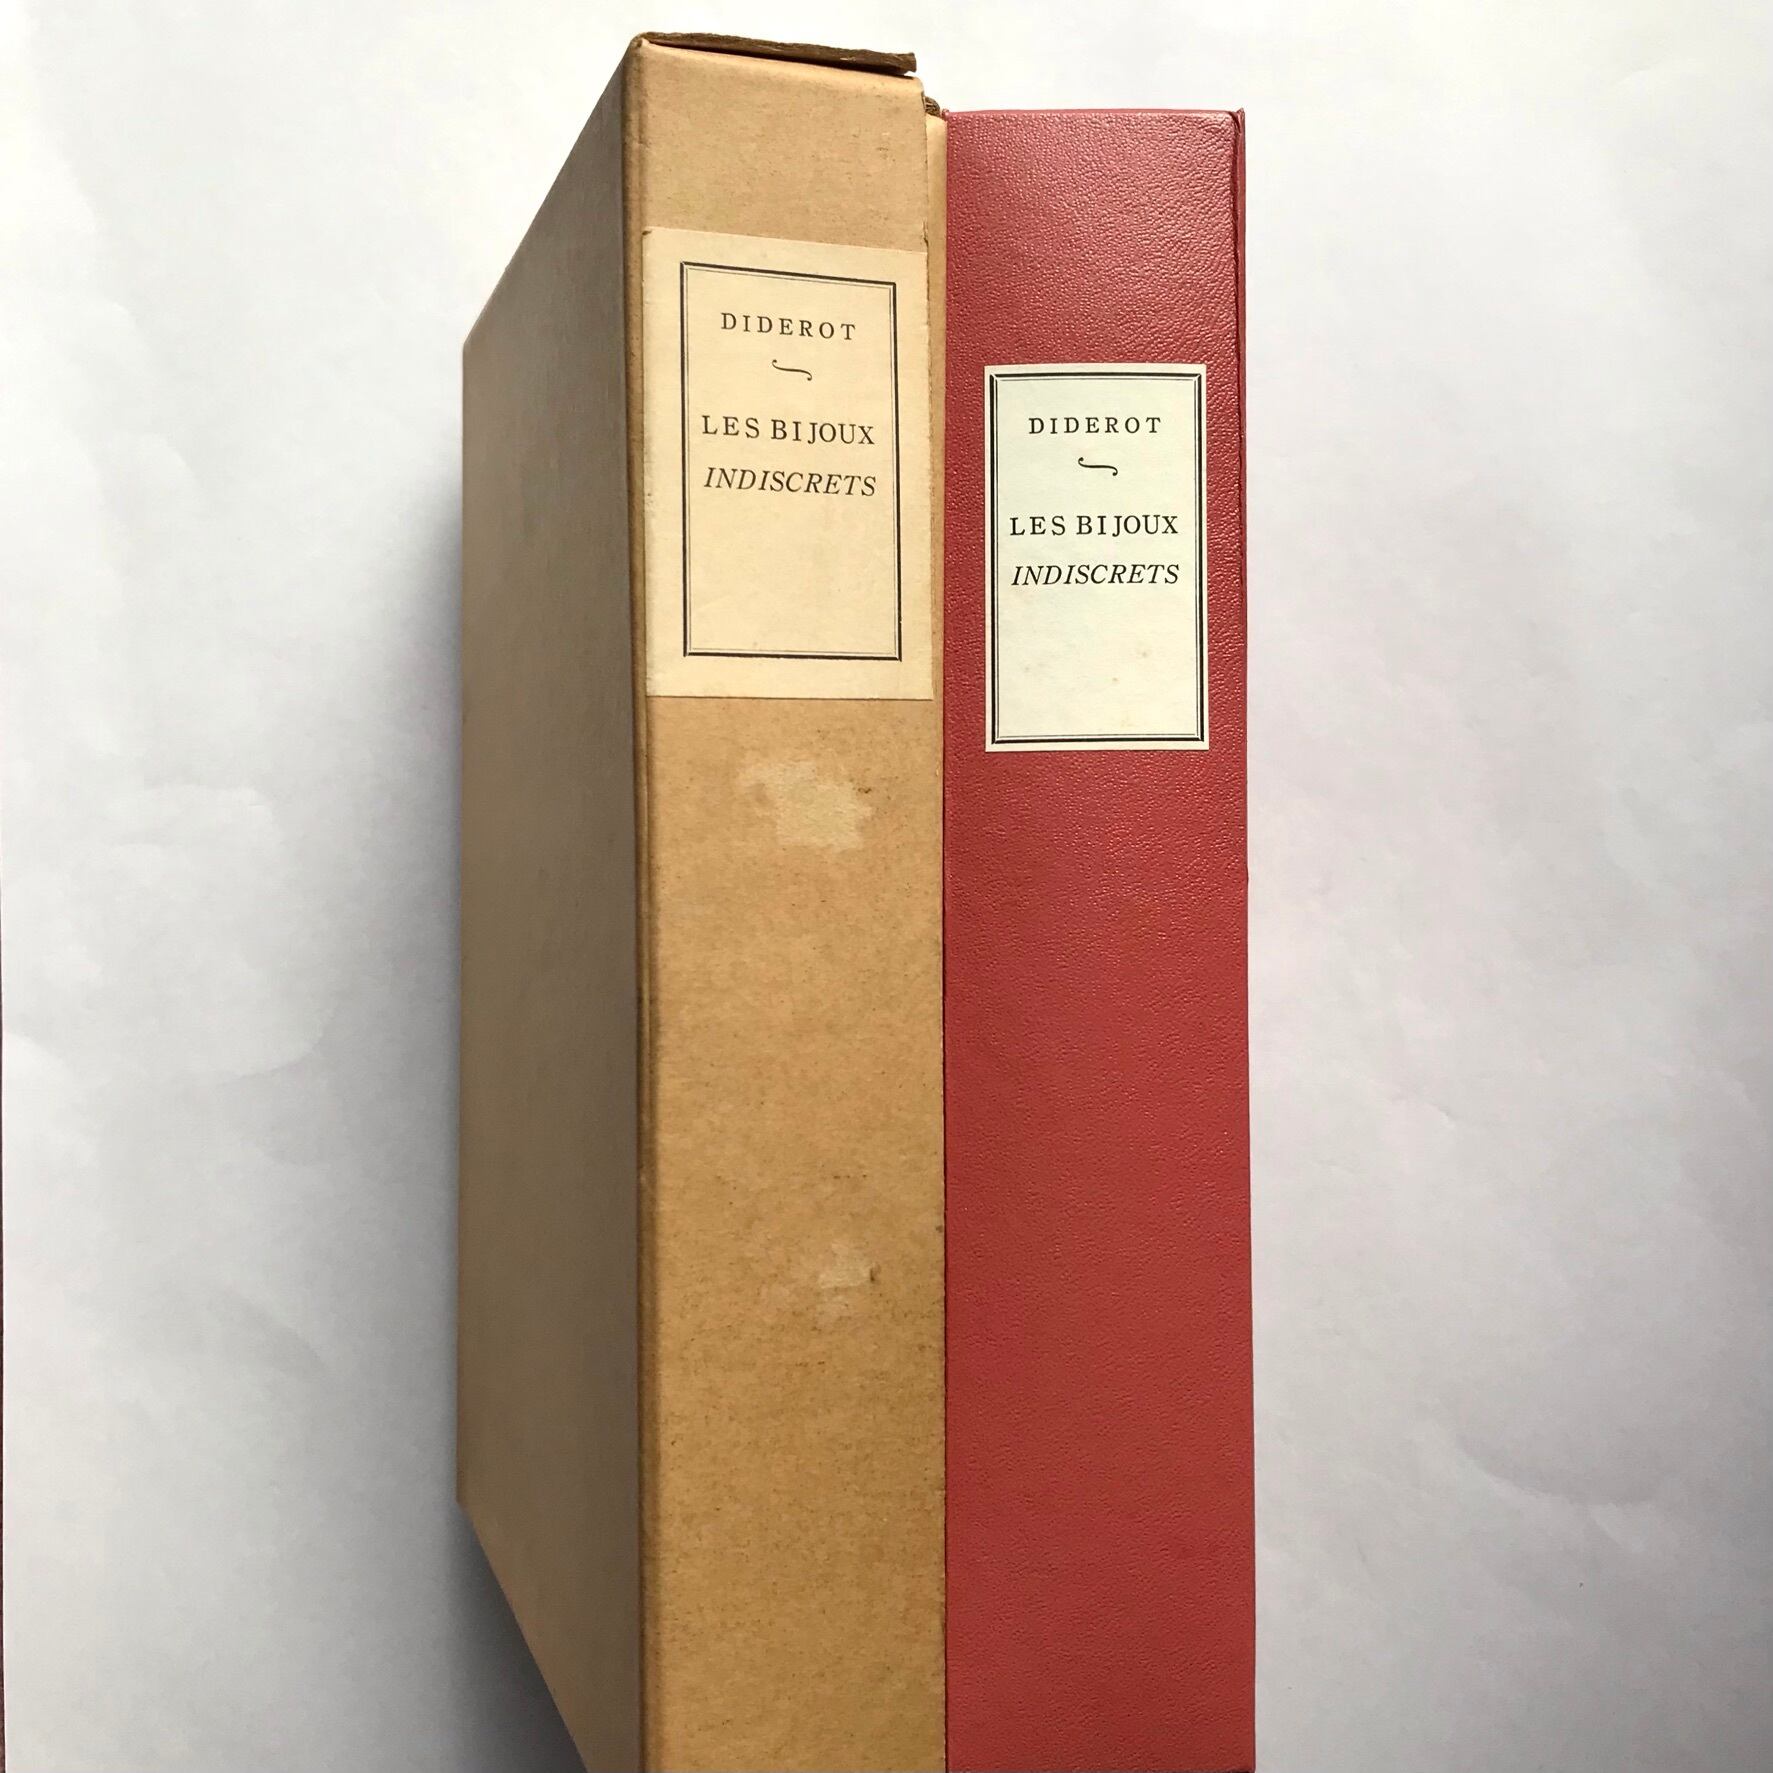 DIDEROT
LES BIJOUX
INDISCRETS
DIDEROT
LES BIJOUX
INDISCRETS